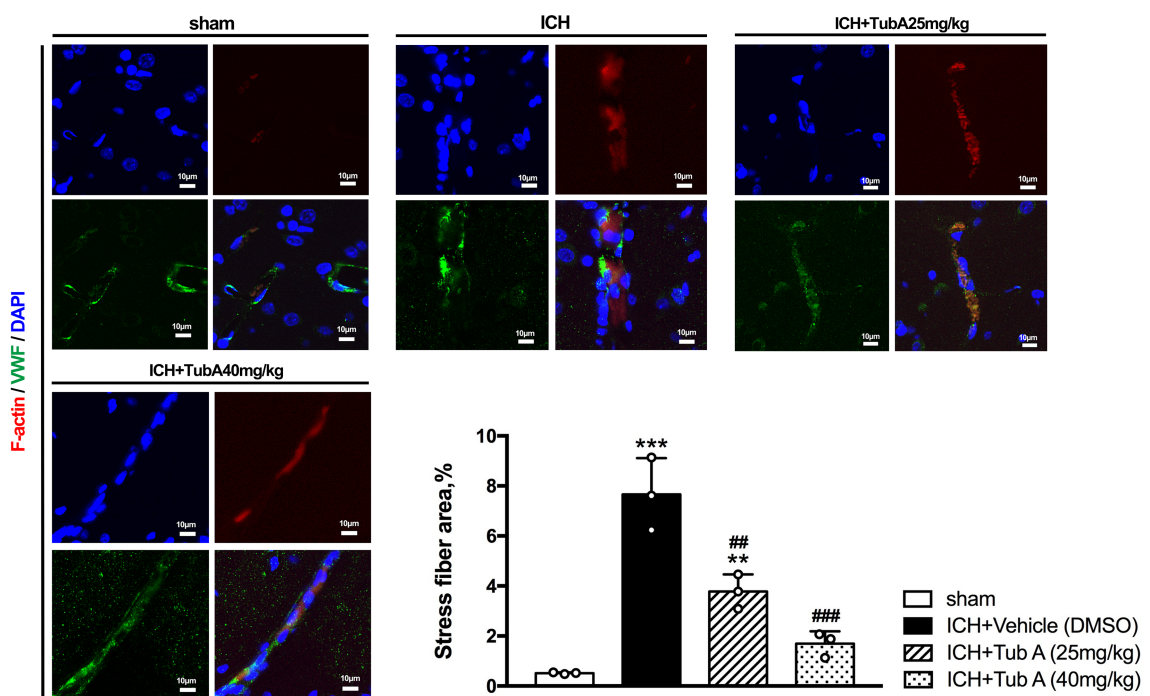 sham
ICH
ICH+TubA25mg/kg
10μm
10μm
10μm
10μm
10μm
10μm
10μm
10μm
10μm
10μm
10μm
10μm
F-actin / VWF / DAPI
ICH+TubA40mg/kg
10μm
10μm
10μm
10μm
Stress fiber area,%
10
8
6
4
2
0
***
##
**
###
sham
ICH+Vehicle (DMSO)
ICH+Tub A (25mg/kg)
ICH+Tub A (40mg/kg)